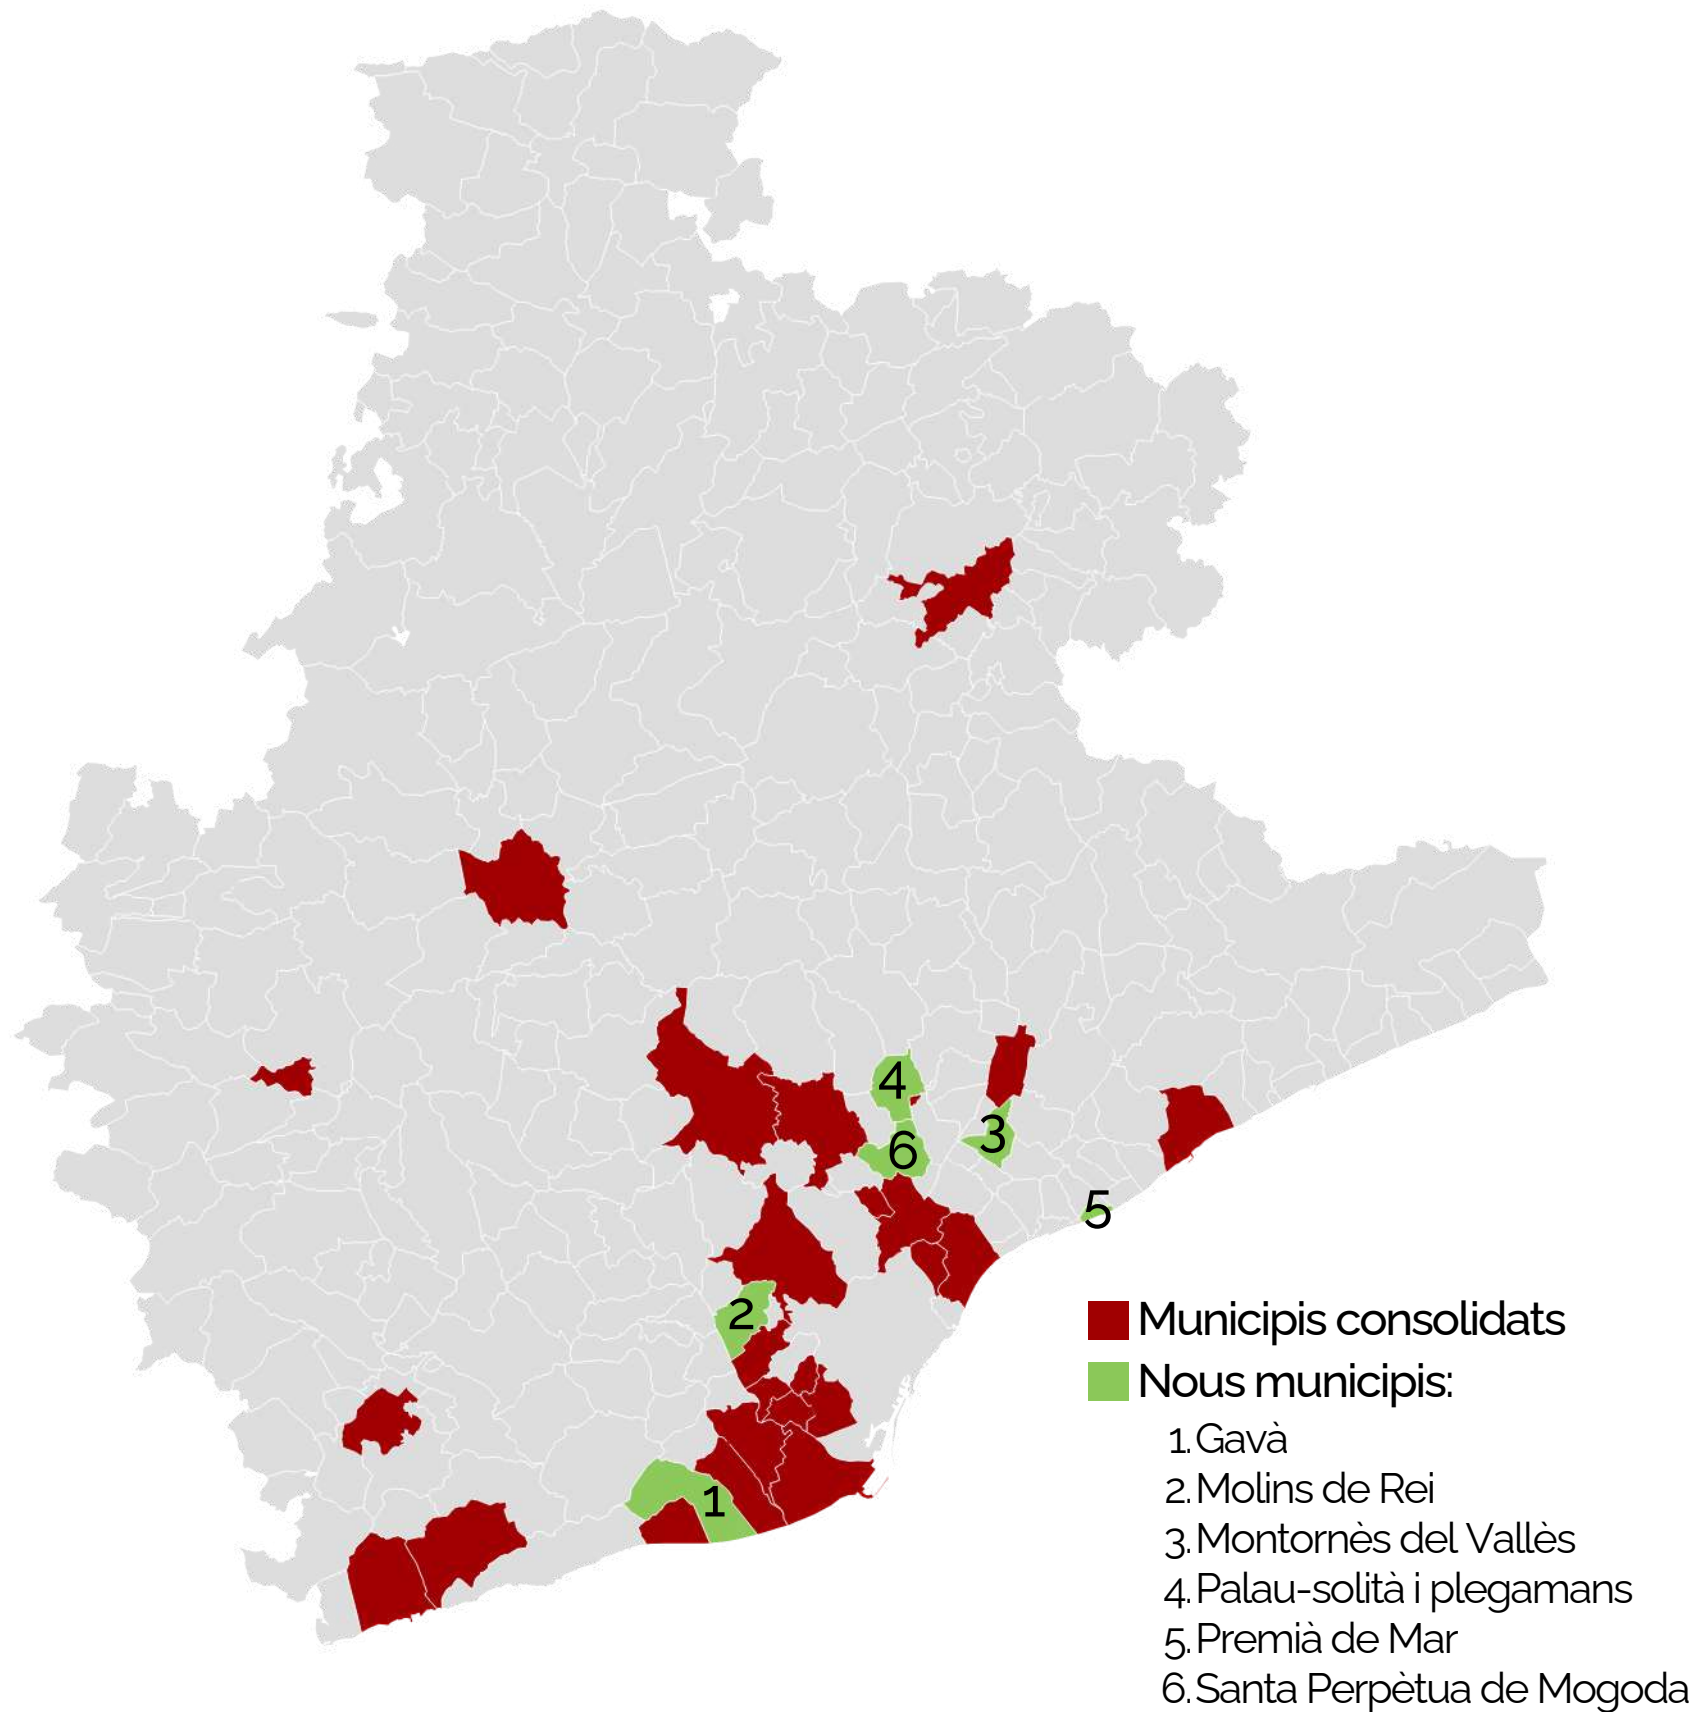 4
3
6
5
2
1
Municipis consolidats
Nous municipis:
1. Gavà
2. Molins de Rei
3. Montornès del Vallès
4. Palau-solità i plegamans
5. Premià de Mar
6. Santa Perpètua de Mogoda